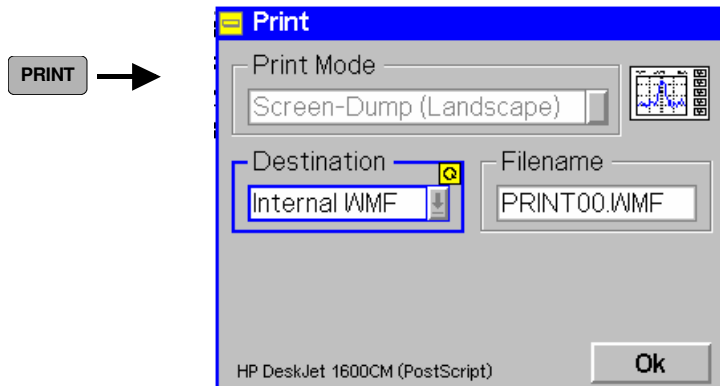 Print
PRINT
Print Mode
Screen-Dump (Landscape)
Destination
Filename
Internal WMF
PRINT00.WMF
HP DeskJet 1600CM (PostScript)
Ok